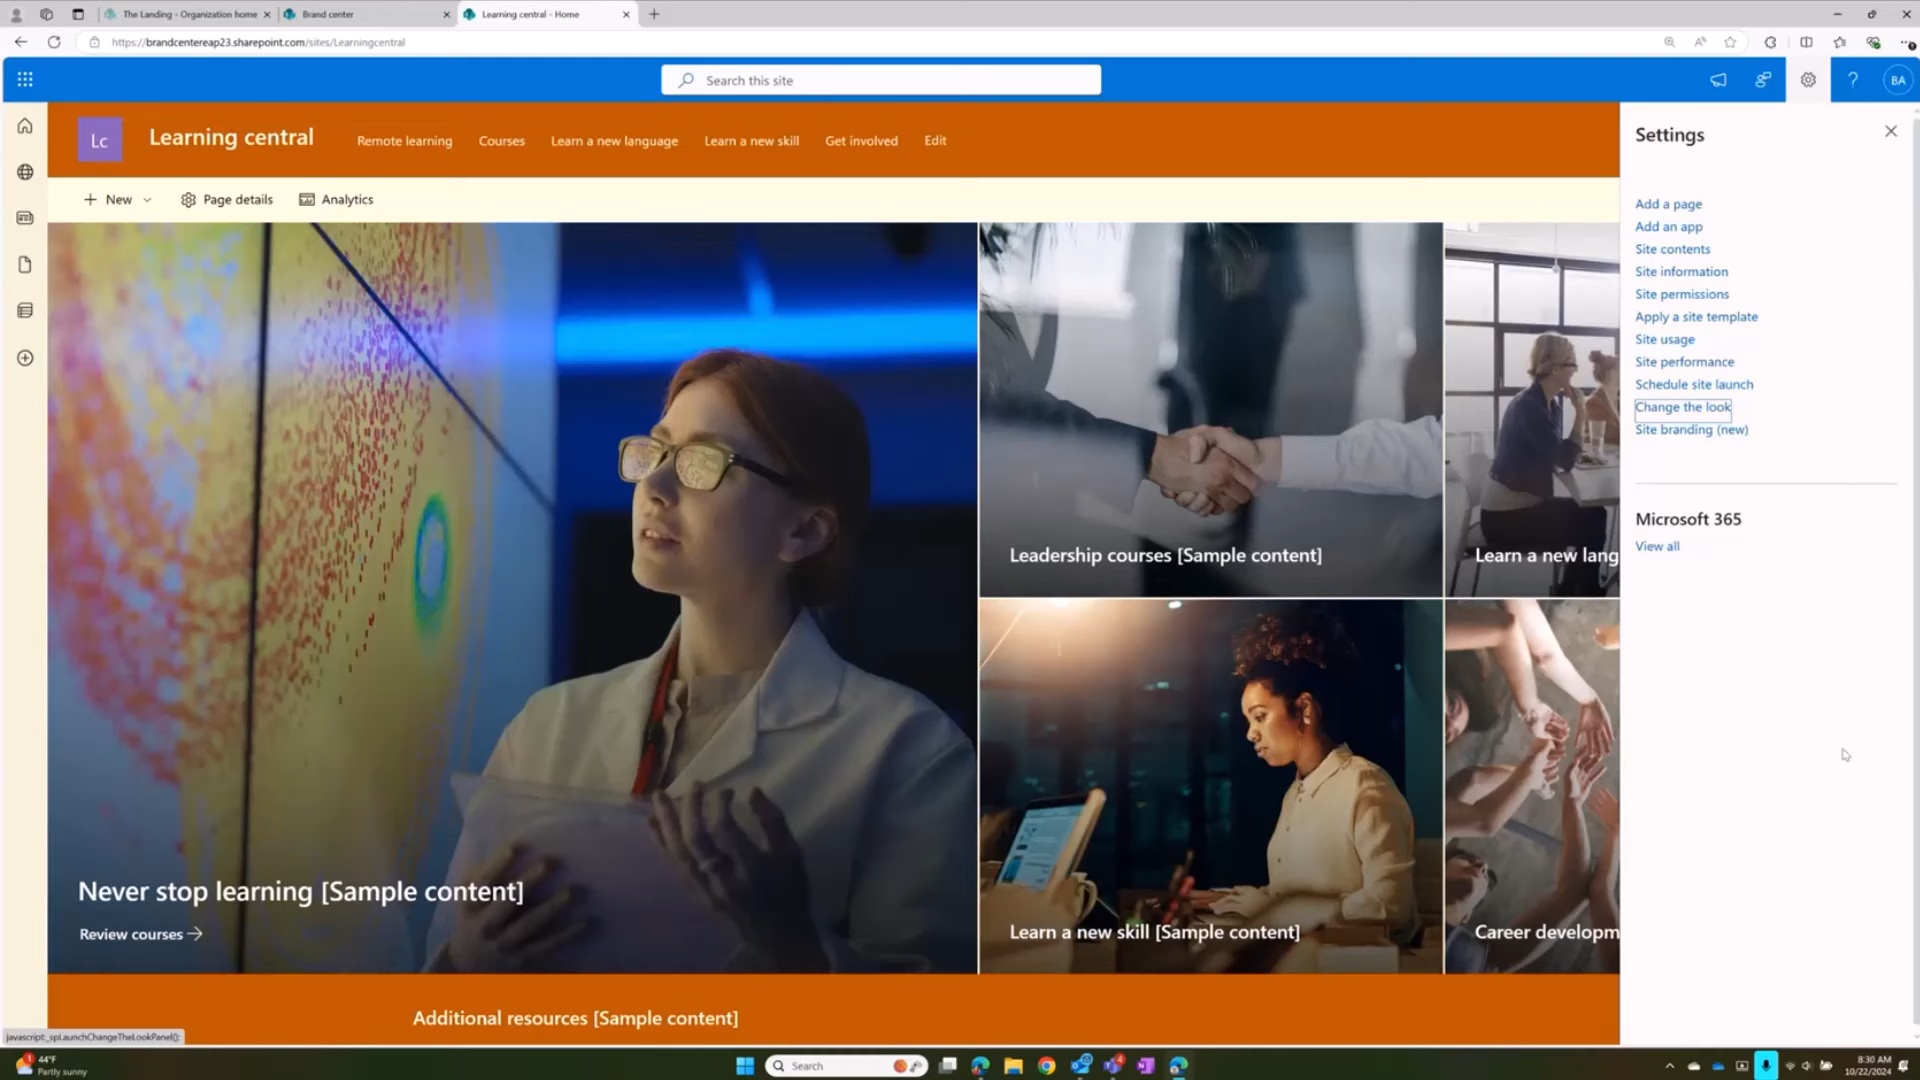 The Landing - Organization home
Brand center
Learning central - Home
https://brandcentereap23.sharepoint.com/sites/Learningcentral
Search this site
BA
Lc
Learning central
Remote learning
Courses
Learn a new language
Learn a new skill
Get involved
Edit
New
Page details
Analytics
Leadership courses [Sample content]
Learn a new lang
Never stop learning [Sample content]
Review courses
Learn a new skill [Sample content]
Career developm
Additional resources [Sample content]
Settings
Add a page
Add an app
Site contents
Site information
Site permissions
Apply a site template
Site usage
Site performance
Schedule site launch
Change the look
Site branding (new)
Microsoft 365
View all
javascript:_spLaunchChangeTheLookPanel();
1
44°F
Partly sunny
Search
4
8:30 AM
10/22/2024